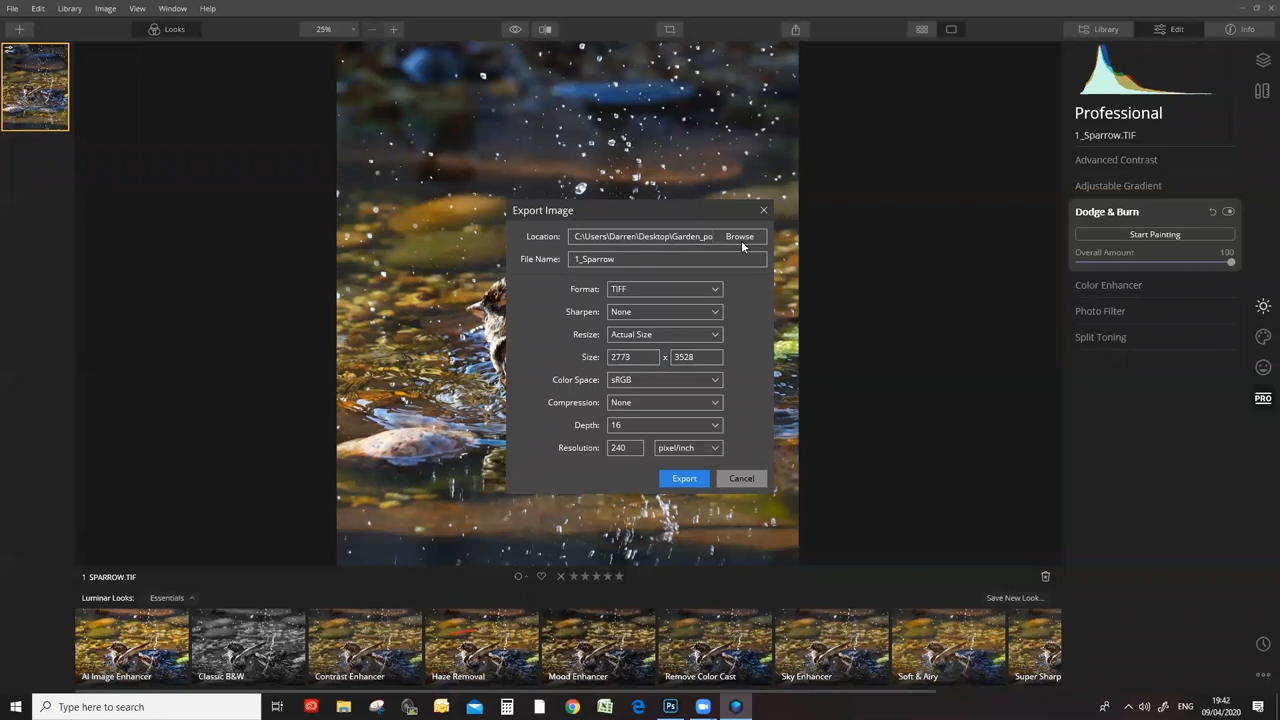 File Edit Library Image View Window Help
Looks 25% Library Edit Info
Professional
1_Sparrow.TIF
Advanced Contrast
Adjustable Gradient
Dodge & Burn
Start Painting
Overall Amount 100
Color Enhancer
Photo Filter
Split Toning
PRO
Export Image
Location: C:\Users\Darren\Desktop\Garden_po Browse
File Name: 1_Sparrow
Format: TIFF
Sharpen: None
Resize: Actual Size
Size: 2773 x 3528
Color Space: sRGB
Compression: None
Depth: 16
Resolution: 240 pixel/inch
Export Cancel
1 SPARROW.TIF
Luminar Looks: Essentials Save New Look...
AI Image Enhancer Classic B&W Contrast Enhancer Haze Removal Mood Enhancer Remove Color Cast Sky Enhancer Soft & Airy Super Sharp
Type here to search Ps ENG 19:42
09/04/2020